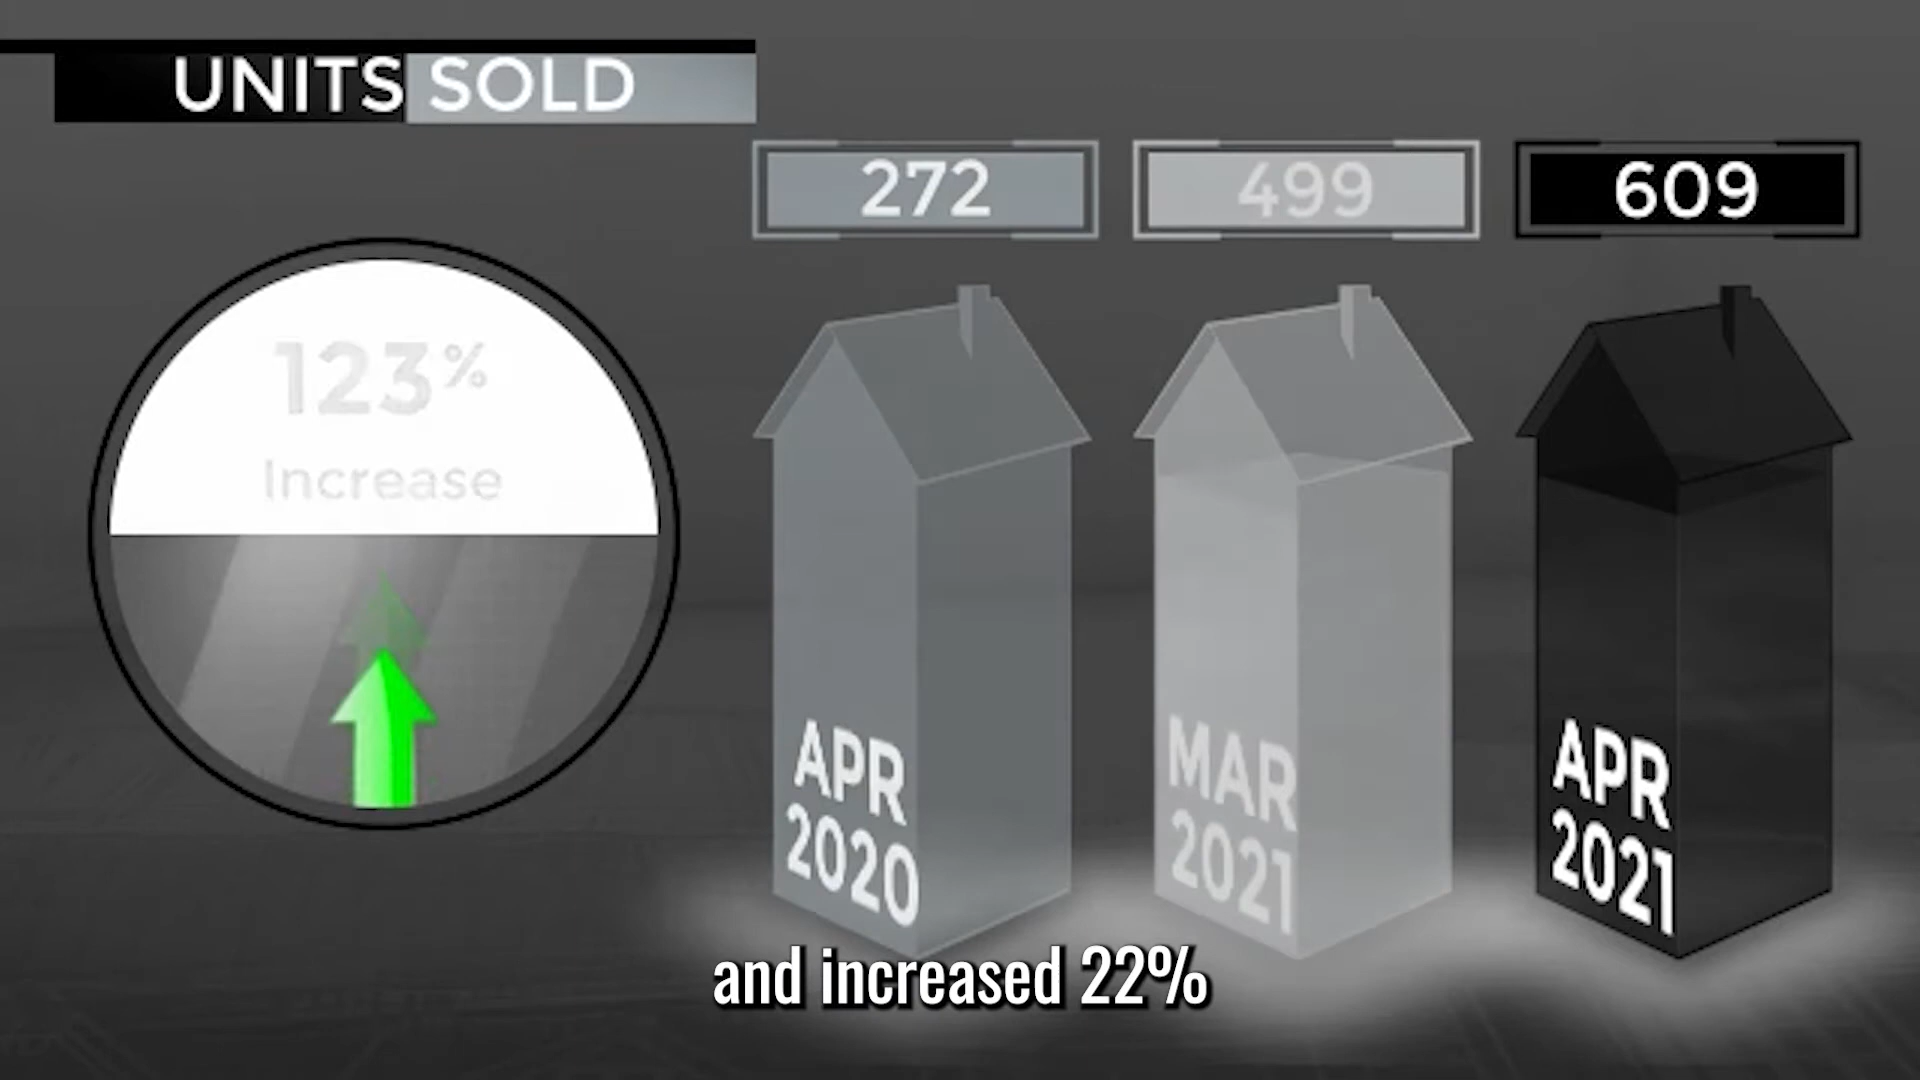 UNITS SOLD
272
499
609
123%
Increase
APR
2020
MAR
2021
APR
2021
and increased 22%